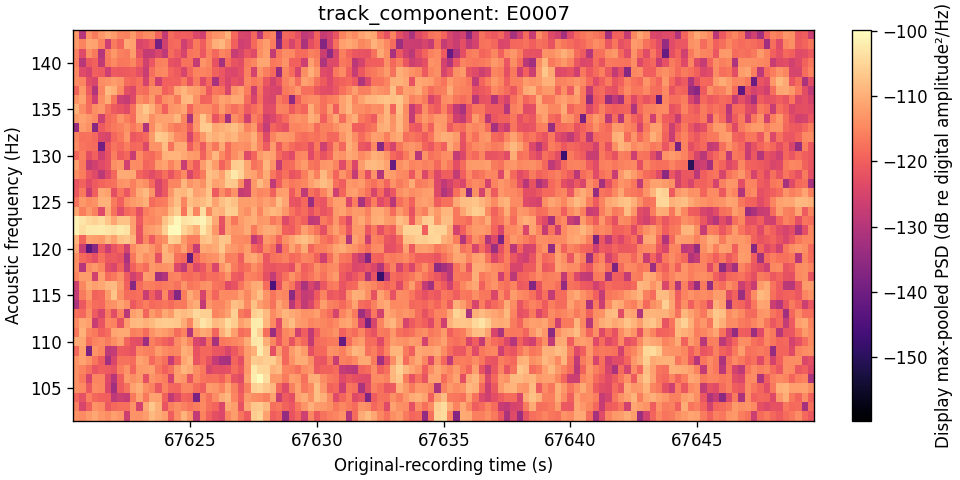 track_component: E0007
Acoustic frequency (Hz)
140
135
130
125
120
115
110
105
67625 67630 67635 67640 67645
Original-recording time (s)
−100
−110
−120
−130
−140
−150
Display max-pooled PSD (dB re digital amplitude²/Hz)